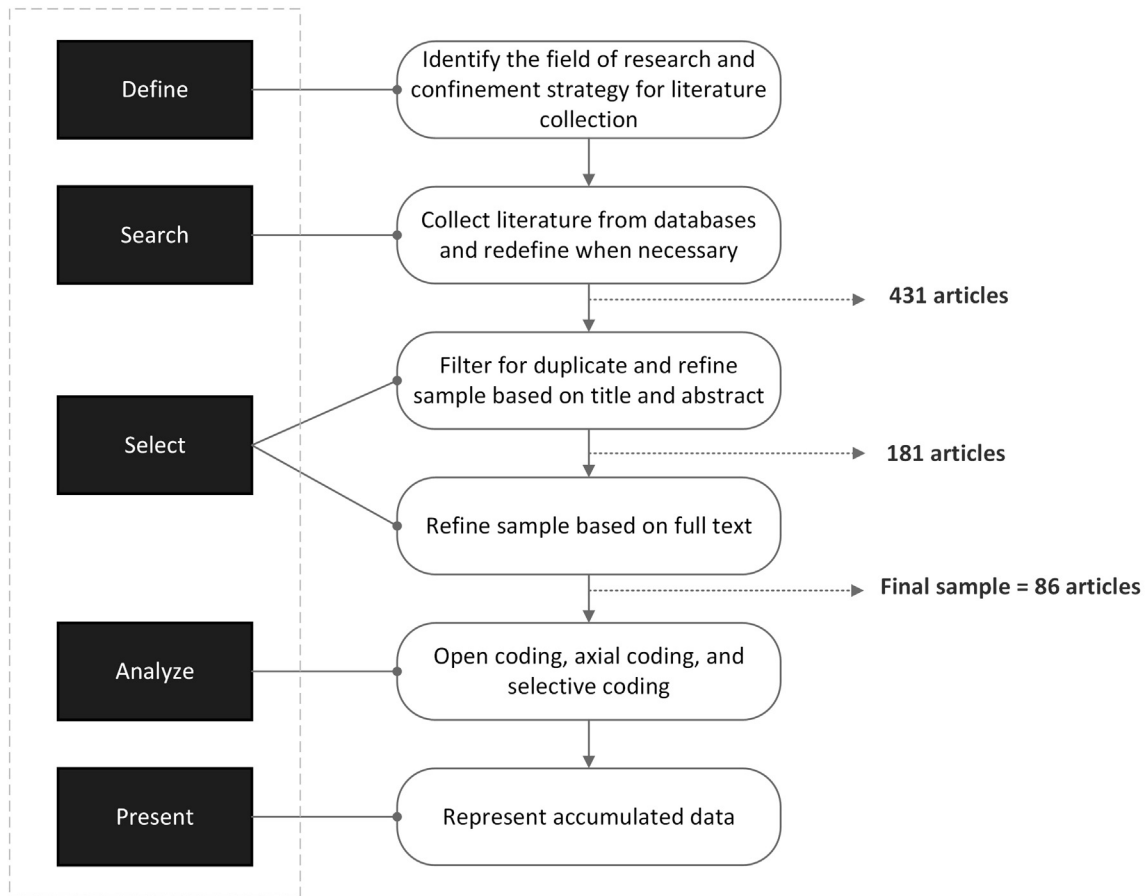 Define
Identify the field of research and
confinement strategy for literature
collection
Search
Collect literature from databases
and redefine when necessary
431 articles
Select
Filter for duplicate and refine
sample based on title and abstract
181 articles
Refine sample based on full text
Final sample = 86 articles
Analyze
Open coding, axial coding, and
selective coding
Present
Represent accumulated data